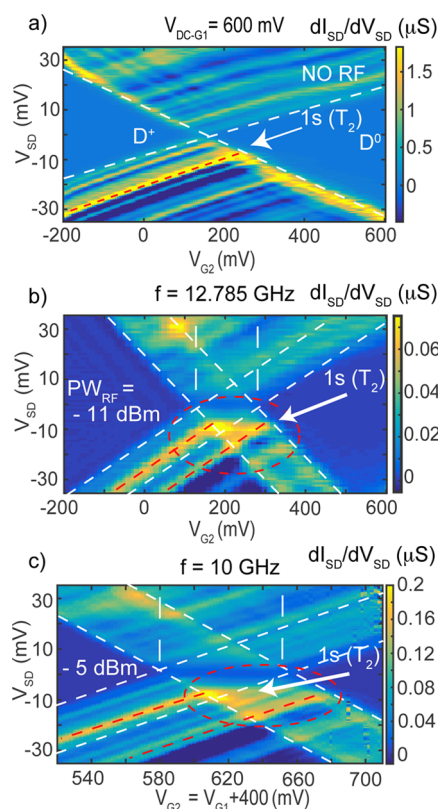 a) V_DC-G1 = 600 mV dI_SD/dV_SD (µS)
30
10
-10
-30
V_SD (mV)
NO RF
1s (T₂)
D⁺
D⁰
1.5
1
0.5
0
-200 0 200 400 600
V_G2 (mV)
b) f = 12.785 GHz dI_SD/dV_SD (µS)
30
10
-10
-30
V_SD (mV)
PW_RF =
- 11 dBm
1s (T₂)
0.06
0.04
0.02
0
-200 0 200 400 600
V_G2 (mV)
c) f = 10 GHz dI_SD/dV_SD (µS)
30
10
-10
-30
V_SD (mV)
- 5 dBm
1s (T₂)
0.2
0.16
0.12
0.08
0.04
0
540 580 620 660 700
V_G2 = V_G1+400 (mV)